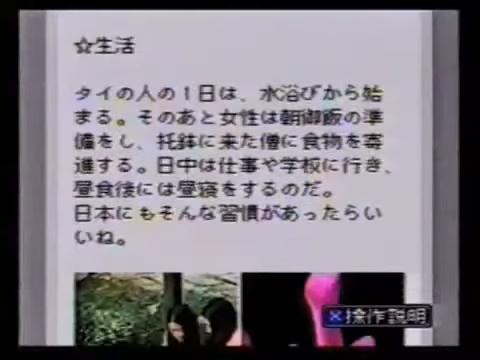 ☆生活
タイの人の1日は、水浴びから始
まる。そのあと女性は朝御飯の準
備をし、托鉢に来た僧に食物を寄
進する。日中は仕事や学校に行き、
昼食後には昼寝をするのだ。
日本にもそんな習慣があったらい
いね。
×操作説明